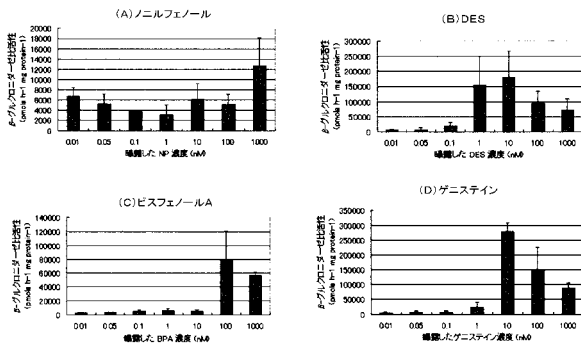 (A)ノニルフェノール
β-グルクロニダーゼ比活性
(pmole h-1 mg protein-1)
20000
18000
16000
14000
12000
10000
8000
6000
4000
2000
0
0.01 0.05 0.1 1 10 100 1000
曝露した NP 濃度 (nM)
(B)DES
β-グルクロニダーゼ比活性
(pmole h-1 mg protein-1)
300000
250000
200000
150000
100000
50000
0
0.01 0.05 0.1 1 10 100 1000
曝露した DES 濃度 (nM)
(C)ビスフェノールA
β-グルクロニダーゼ比活性
(pmole h-1 mg protein-1)
140000
120000
100000
80000
60000
40000
20000
0
0.01 0.05 0.1 1 10 100 1000
曝露した BPA 濃度 (nM)
(D)ゲニステイン
β-グルクロニダーゼ比活性
(pmole h-1 mg protein-1)
350000
300000
250000
200000
150000
100000
50000
0
0.01 0.05 0.1 1 10 100 1000
曝露したゲニステイン濃度 (nM)